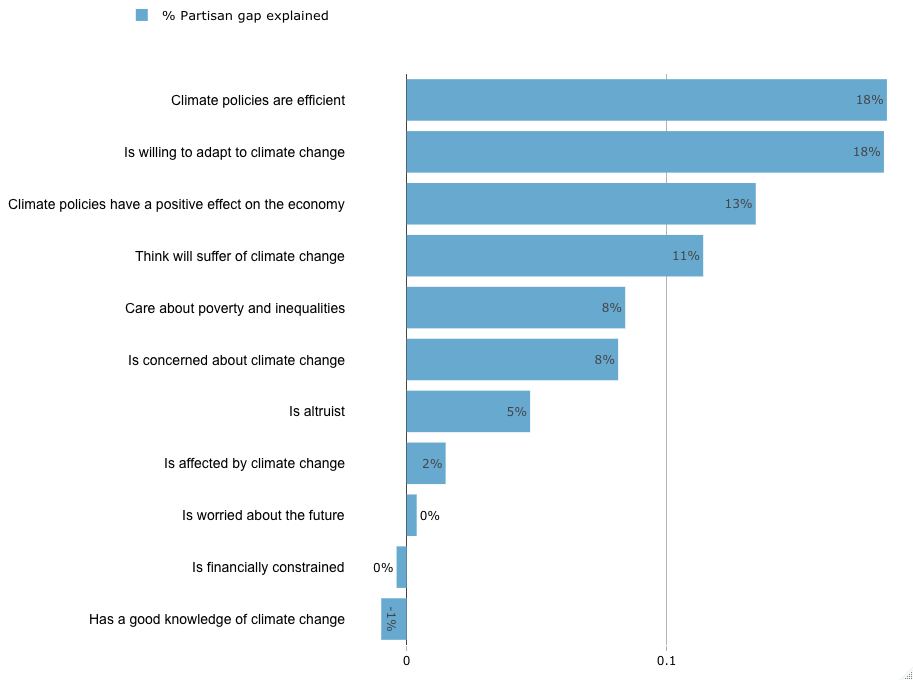 % Partisan gap explained
Climate policies are efficient
18%
Is willing to adapt to climate change
18%
Climate policies have a positive effect on the economy
13%
Think will suffer of climate change
11%
Care about poverty and inequalities
8%
Is concerned about climate change
8%
Is altruist
5%
Is affected by climate change
2%
Is worried about the future
0%
Is financially constrained
0%
Has a good knowledge of climate change
-1%
0
0.1